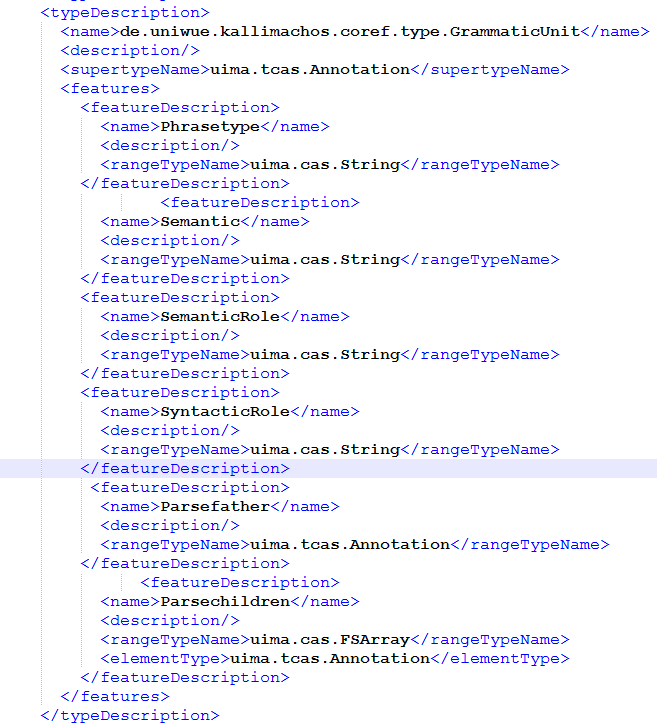 <typeDescription>
<name>de.uniwue.kallimachos.coref.type.GrammaticUnit</name>
<description/>
<supertypeName>uima.tcas.Annotation</supertypeName>
<features>
<featureDescription>
<name>Phrasetype</name>
<description/>
<rangeTypeName>uima.cas.String</rangeTypeName>
</featureDescription>
<featureDescription>
<name>Semantic</name>
<description/>
<rangeTypeName>uima.cas.String</rangeTypeName>
</featureDescription>
<featureDescription>
<name>SemanticRole</name>
<description/>
<rangeTypeName>uima.cas.String</rangeTypeName>
</featureDescription>
<featureDescription>
<name>SyntacticRole</name>
<description/>
<rangeTypeName>uima.cas.String</rangeTypeName>
</featureDescription>
<featureDescription>
<name>Parsefather</name>
<description/>
<rangeTypeName>uima.tcas.Annotation</rangeTypeName>
</featureDescription>
<featureDescription>
<name>Parsechildren</name>
<description/>
<rangeTypeName>uima.cas.FSArray</rangeTypeName>
<elementType>uima.tcas.Annotation</elementType>
</featureDescription>
</features>
</typeDescription>